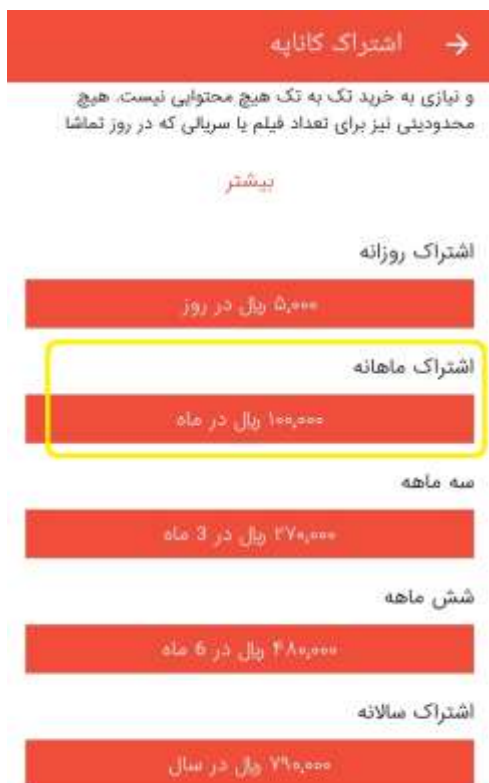 اشتراک کاناپه
و نیازی به خرید تک به تک هیچ محتوایی نیست. هیچ
محدودیتی نیز برای تعداد فیلم یا سریالی که در روز تماشا
بیشتر
اشتراک روزانه
۵,۰۰۰ ریال در روز
اشتراک ماهانه
۱۰۰,۰۰۰ ریال در ماه
سه ماهه
۲۷۰,۰۰۰ ریال در 3 ماه
شش ماهه
۴۸۰,۰۰۰ ریال در 6 ماه
اشتراک سالانه
۷۹۰,۰۰۰ ریال در سال